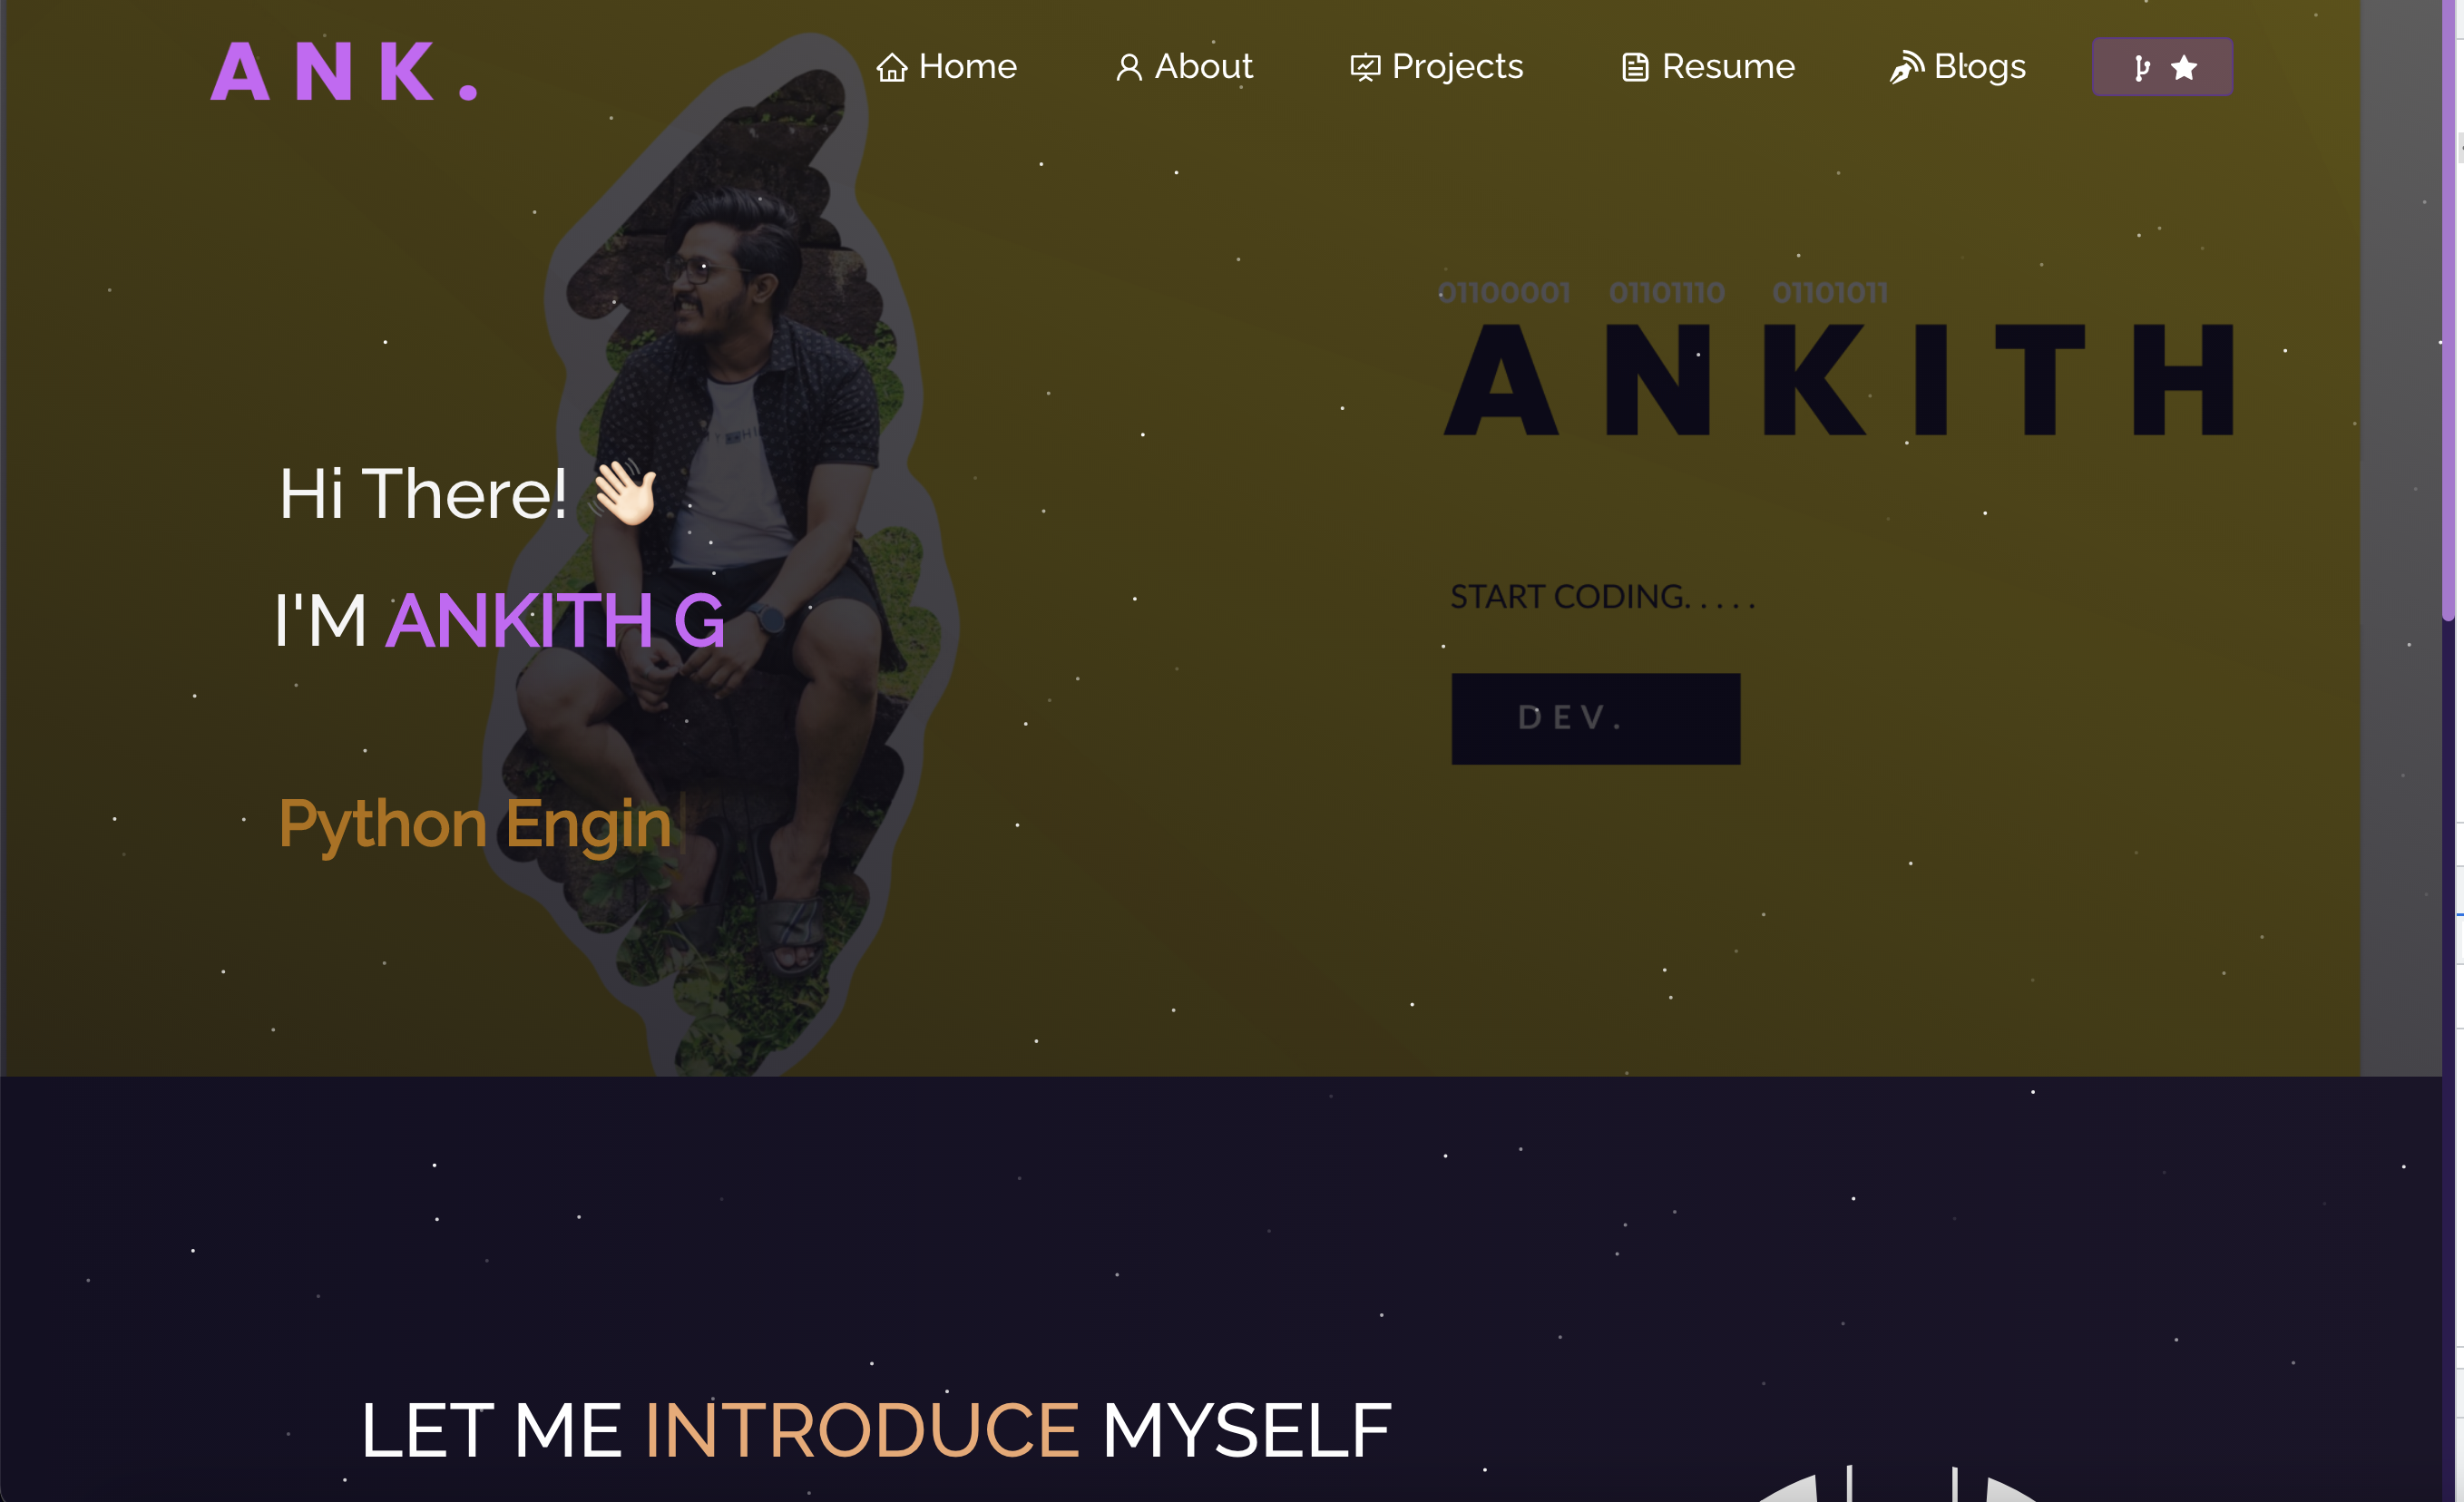 ANK.
Home About Projects Resume Blogs
01100001 01101110 01101011
ANKITH
Hi There! 👋🏻
I'M ANKITH G
START CODING.....
DEV.
Python Engin
LET ME INTRODUCE MYSELF